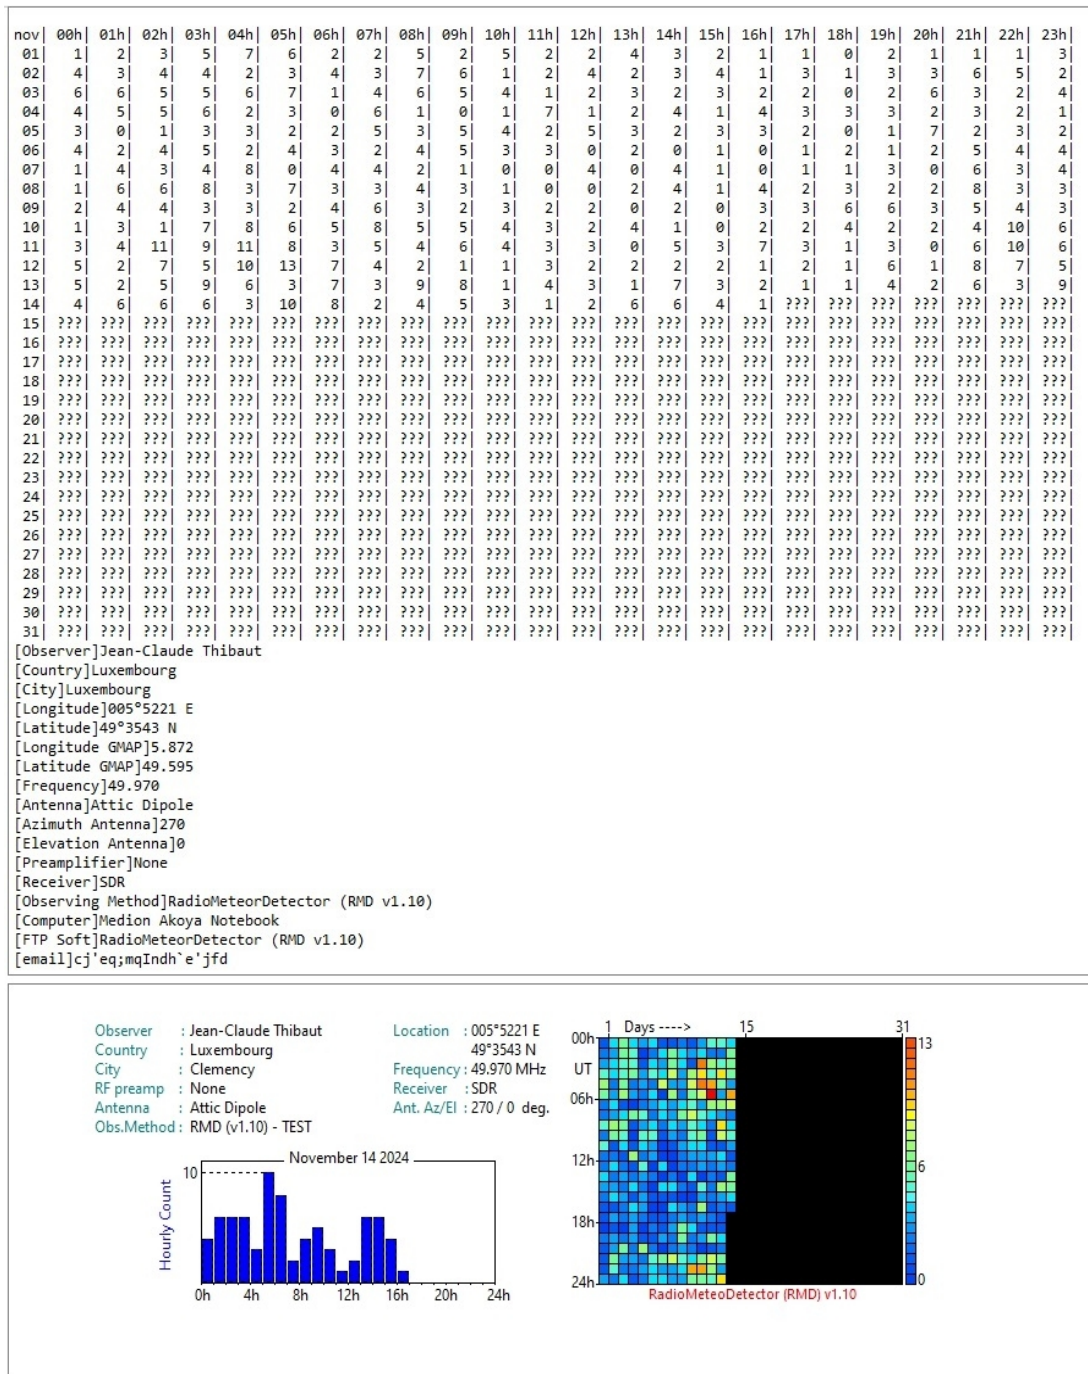 nov| 00h| 01h| 02h| 03h| 04h| 05h| 06h| 07h| 08h| 09h| 10h| 11h| 12h| 13h| 14h| 15h| 16h| 17h| 18h| 19h| 20h| 21h| 22h| 23h|
01| 1| 2| 3| 5| 7| 6| 2| 2| 5| 2| 5| 2| 2| 4| 3| 2| 1| 1| 0| 2| 1| 1| 1| 3|
02| 4| 3| 4| 4| 2| 3| 4| 3| 7| 6| 1| 2| 4| 2| 3| 4| 1| 3| 1| 3| 3| 6| 5| 2|
03| 6| 6| 5| 5| 6| 7| 1| 4| 6| 5| 4| 1| 2| 3| 2| 3| 2| 2| 0| 2| 6| 3| 2| 4|
04| 4| 5| 5| 6| 2| 3| 0| 6| 1| 0| 1| 7| 1| 2| 4| 1| 4| 3| 3| 3| 2| 3| 2| 1|
05| 3| 0| 1| 3| 3| 2| 2| 5| 3| 5| 4| 2| 5| 3| 2| 3| 3| 2| 0| 1| 7| 2| 3| 2|
06| 4| 2| 4| 5| 2| 4| 3| 2| 4| 5| 3| 3| 0| 2| 0| 1| 0| 1| 2| 1| 2| 5| 4| 4|
07| 1| 4| 3| 4| 8| 0| 4| 4| 2| 1| 0| 0| 4| 0| 4| 1| 0| 1| 1| 3| 0| 6| 3| 4|
08| 1| 6| 6| 8| 3| 7| 3| 3| 4| 3| 1| 0| 0| 2| 4| 1| 4| 2| 3| 2| 2| 8| 3| 3|
09| 2| 4| 4| 3| 3| 2| 4| 6| 3| 2| 3| 2| 2| 0| 2| 0| 3| 3| 6| 6| 3| 5| 4| 3|
10| 1| 3| 1| 7| 8| 6| 5| 8| 5| 5| 4| 3| 2| 4| 1| 0| 2| 2| 4| 2| 2| 4| 10| 6|
11| 3| 4| 11| 9| 11| 8| 3| 5| 4| 6| 4| 3| 3| 0| 5| 3| 7| 3| 1| 3| 0| 6| 10| 6|
12| 5| 2| 7| 5| 10| 13| 7| 4| 2| 1| 1| 3| 2| 2| 2| 2| 1| 2| 1| 6| 1| 8| 7| 5|
13| 5| 2| 5| 9| 6| 3| 7| 3| 9| 8| 1| 4| 3| 1| 7| 3| 2| 1| 1| 4| 2| 6| 3| 9|
14| 4| 6| 6| 6| 3| 10| 8| 2| 4| 5| 3| 1| 2| 6| 6| 4| 1| ???| ???| ???| ???| ???| ???| ???|
15| ???| ???| ???| ???| ???| ???| ???| ???| ???| ???| ???| ???| ???| ???| ???| ???| ???| ???| ???| ???| ???| ???| ???| ???|
16| ???| ???| ???| ???| ???| ???| ???| ???| ???| ???| ???| ???| ???| ???| ???| ???| ???| ???| ???| ???| ???| ???| ???| ???|
17| ???| ???| ???| ???| ???| ???| ???| ???| ???| ???| ???| ???| ???| ???| ???| ???| ???| ???| ???| ???| ???| ???| ???| ???|
18| ???| ???| ???| ???| ???| ???| ???| ???| ???| ???| ???| ???| ???| ???| ???| ???| ???| ???| ???| ???| ???| ???| ???| ???|
19| ???| ???| ???| ???| ???| ???| ???| ???| ???| ???| ???| ???| ???| ???| ???| ???| ???| ???| ???| ???| ???| ???| ???| ???|
20| ???| ???| ???| ???| ???| ???| ???| ???| ???| ???| ???| ???| ???| ???| ???| ???| ???| ???| ???| ???| ???| ???| ???| ???|
21| ???| ???| ???| ???| ???| ???| ???| ???| ???| ???| ???| ???| ???| ???| ???| ???| ???| ???| ???| ???| ???| ???| ???| ???|
22| ???| ???| ???| ???| ???| ???| ???| ???| ???| ???| ???| ???| ???| ???| ???| ???| ???| ???| ???| ???| ???| ???| ???| ???|
23| ???| ???| ???| ???| ???| ???| ???| ???| ???| ???| ???| ???| ???| ???| ???| ???| ???| ???| ???| ???| ???| ???| ???| ???|
24| ???| ???| ???| ???| ???| ???| ???| ???| ???| ???| ???| ???| ???| ???| ???| ???| ???| ???| ???| ???| ???| ???| ???| ???|
25| ???| ???| ???| ???| ???| ???| ???| ???| ???| ???| ???| ???| ???| ???| ???| ???| ???| ???| ???| ???| ???| ???| ???| ???|
26| ???| ???| ???| ???| ???| ???| ???| ???| ???| ???| ???| ???| ???| ???| ???| ???| ???| ???| ???| ???| ???| ???| ???| ???|
27| ???| ???| ???| ???| ???| ???| ???| ???| ???| ???| ???| ???| ???| ???| ???| ???| ???| ???| ???| ???| ???| ???| ???| ???|
28| ???| ???| ???| ???| ???| ???| ???| ???| ???| ???| ???| ???| ???| ???| ???| ???| ???| ???| ???| ???| ???| ???| ???| ???|
29| ???| ???| ???| ???| ???| ???| ???| ???| ???| ???| ???| ???| ???| ???| ???| ???| ???| ???| ???| ???| ???| ???| ???| ???|
30| ???| ???| ???| ???| ???| ???| ???| ???| ???| ???| ???| ???| ???| ???| ???| ???| ???| ???| ???| ???| ???| ???| ???| ???|
31| ???| ???| ???| ???| ???| ???| ???| ???| ???| ???| ???| ???| ???| ???| ???| ???| ???| ???| ???| ???| ???| ???| ???| ???|
[Observer]Jean-Claude Thibaut
[Country]Luxembourg
[City]Luxembourg
[Longitude]005°5221 E
[Latitude]49°3543 N
[Longitude GMAP]5.872
[Latitude GMAP]49.595
[Frequency]49.970
[Antenna]Attic Dipole
[Azimuth Antenna]270
[Elevation Antenna]0
[Preamplifier]None
[Receiver]SDR
[Observing Method]RadioMeteorDetector (RMD v1.10)
[Computer]Medion Akoya Notebook
[FTP Soft]RadioMeteorDetector (RMD v1.10)
[email]cj'eq;mqIndh`e'jfd
Observer : Jean-Claude Thibaut
Country : Luxembourg
City : Clemency
RF preamp : None
Antenna : Attic Dipole
Obs.Method : RMD (v1.10) - TEST
Location : 005°5221 E
49°3543 N
Frequency : 49.970 MHz
Receiver : SDR
Ant. Az/El : 270 / 0 deg.
November 14 2024
10
Hourly Count
0h 4h 8h 12h 16h 20h 24h
1 Days ----> 15 31
00h
UT
06h
12h
18h
24h
13
6
0
RadioMeteoDetector (RMD) v1.10